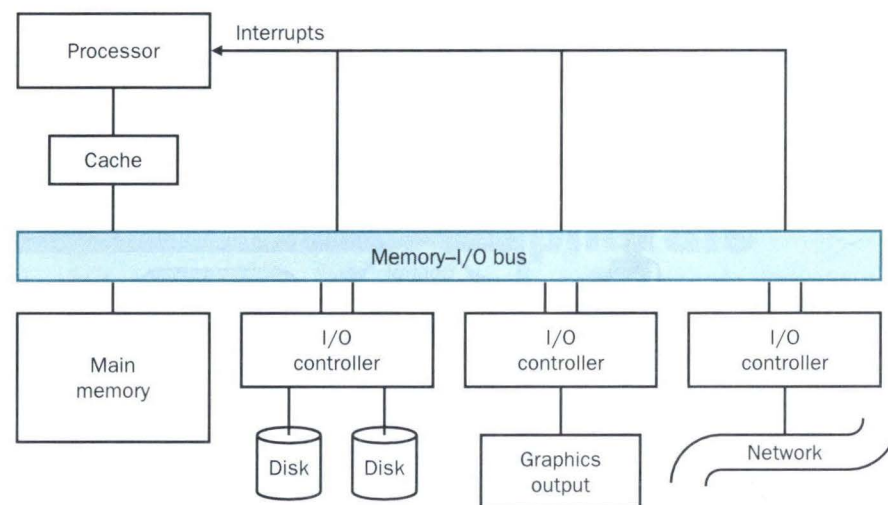 Processor
Interrupts
Cache
Memory–I/O bus
Main
memory
I/O
controller
I/O
controller
I/O
controller
Disk
Disk
Graphics
output
Network